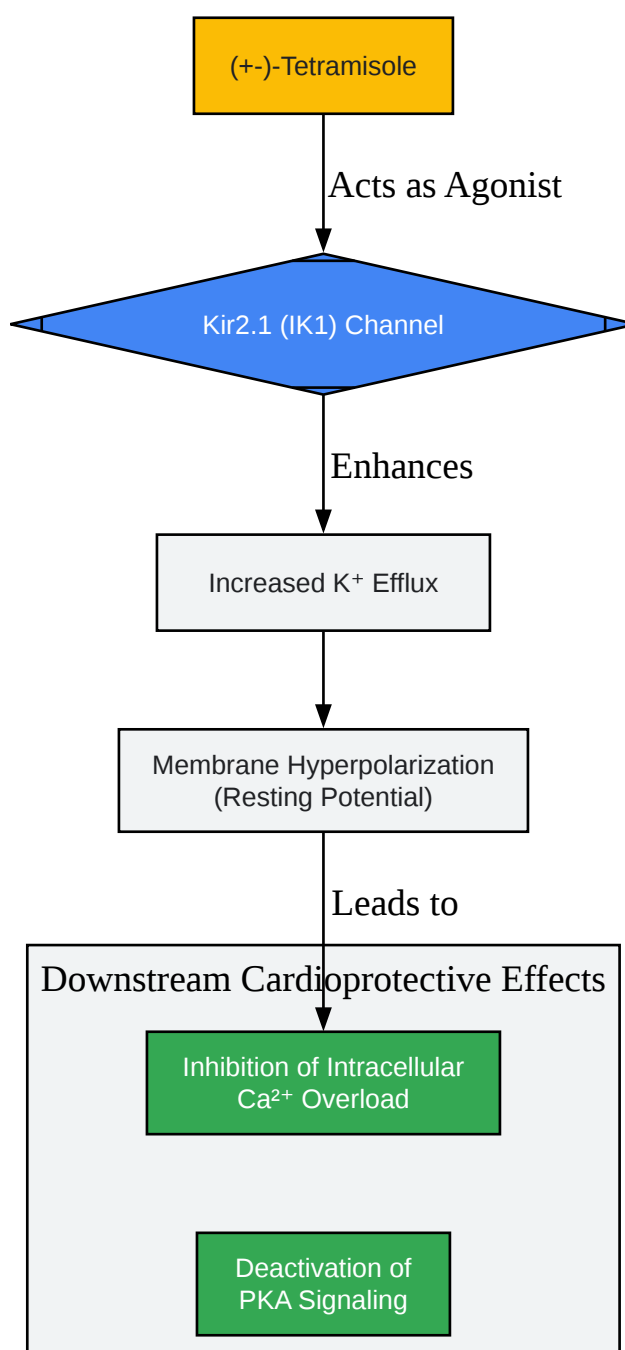 (+-)-Tetramisole
Acts as Agonist
Kir2.1 (IK1) Channel
Enhances
Increased K⁺ Efflux
Membrane Hyperpolarization
(Resting Potential)
Leads to
Downstream Cardioprotective Effects
Inhibition of Intracellular
Ca²⁺ Overload
Deactivation of
PKA Signaling